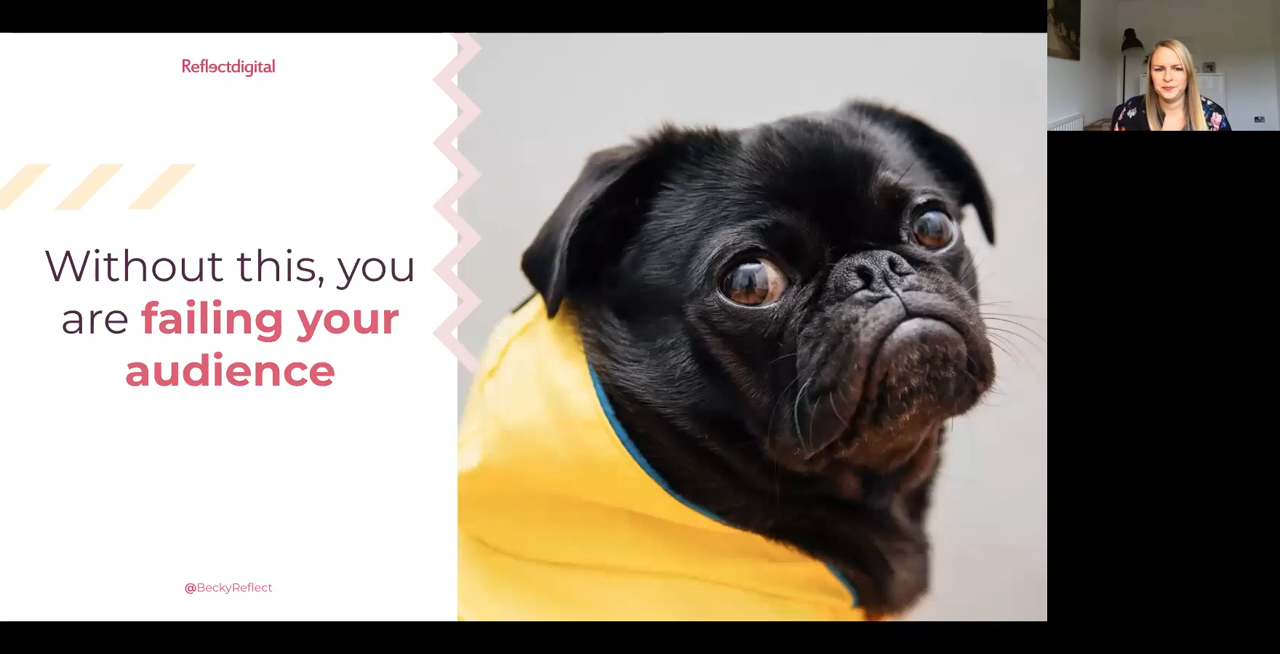 Reflectdigital
Without this, you
are failing your
audience
@BeckyReflect